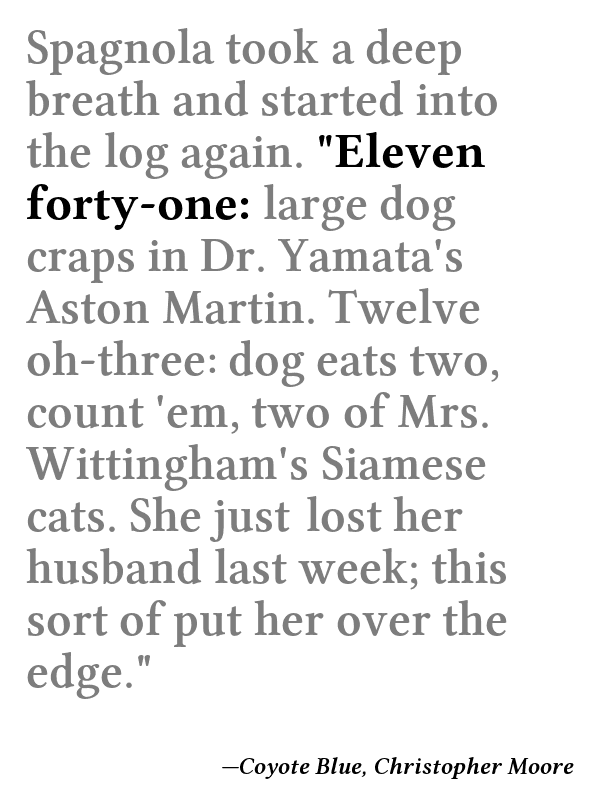 Spagnola took a deep
breath and started into
the log again. "Eleven
forty-one: large dog
craps in Dr. Yamata's
Aston Martin. Twelve
oh-three: dog eats two,
count 'em, two of Mrs.
Wittingham's Siamese
cats. She just lost her
husband last week; this
sort of put her over the
edge."
—Coyote Blue, Christopher Moore